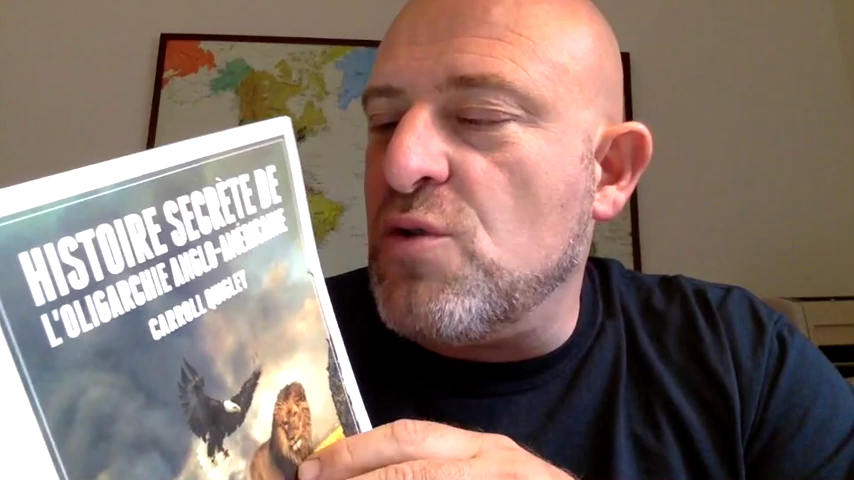 HISTOIRE SECRÈTE DE
L'OLIGARCHIE ANGLO-AMÉRICAINE
CARROLL QUIGLEY